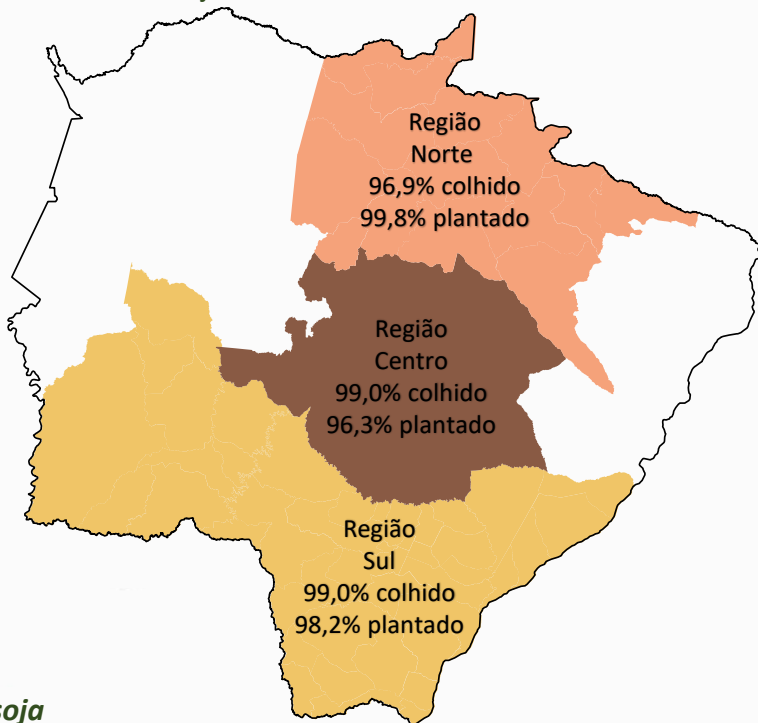 Região
Norte
96,9% colhido
99,8% plantado
Região
Centro
99,0% colhido
96,3% plantado
Região
Sul
99,0% colhido
98,2% plantado
soja